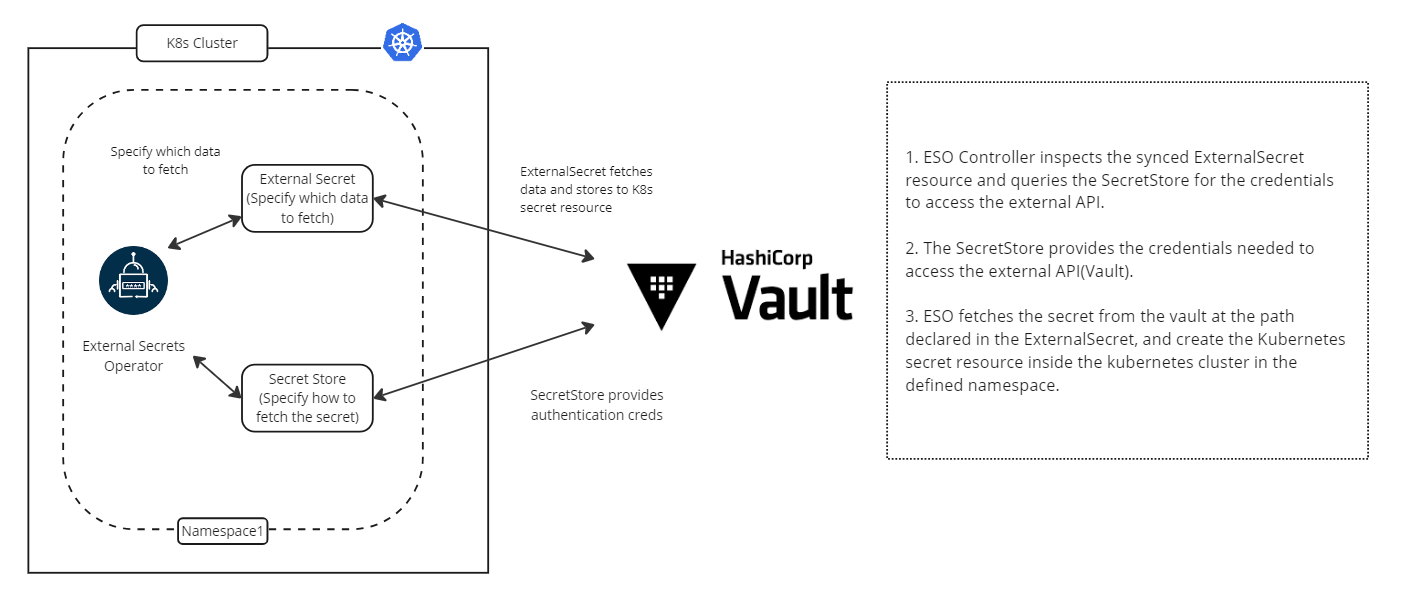 K8s Cluster
Specify which data
to fetch
External Secret
(Specify which data
to fetch)
External Secrets
Operator
Secret Store
(Specify how to
fetch the secret)
Namespace1
ExternalSecret fetches
data and stores to K8s
secret resource
HashiCorp
Vault
SecretStore provides
authentication creds
1. ESO Controller inspects the synced ExternalSecret
resource and queries the SecretStore for the credentials
to access the external API.
2. The SecretStore provides the credentials needed to
access the external API(Vault).
3. ESO fetches the secret from the vault at the path
declared in the ExternalSecret, and create the Kubernetes
secret resource inside the kubernetes cluster in the
defined namespace.